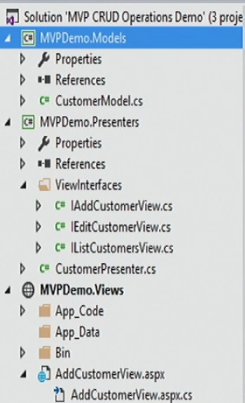 Solution 'MVP CRUD Operations Demo' (3 proje
C# MVPDemo.Models
Properties
References
C# CustomerModel.cs
C# MVPDemo.Presenters
Properties
References
ViewInterfaces
C# IAddCustomerView.cs
C# IEditCustomerView.cs
C# IListCustomersView.cs
C# CustomerPresenter.cs
MVPDemo.Views
App_Code
App_Data
Bin
AddCustomerView.aspx
AddCustomerView.aspx.cs